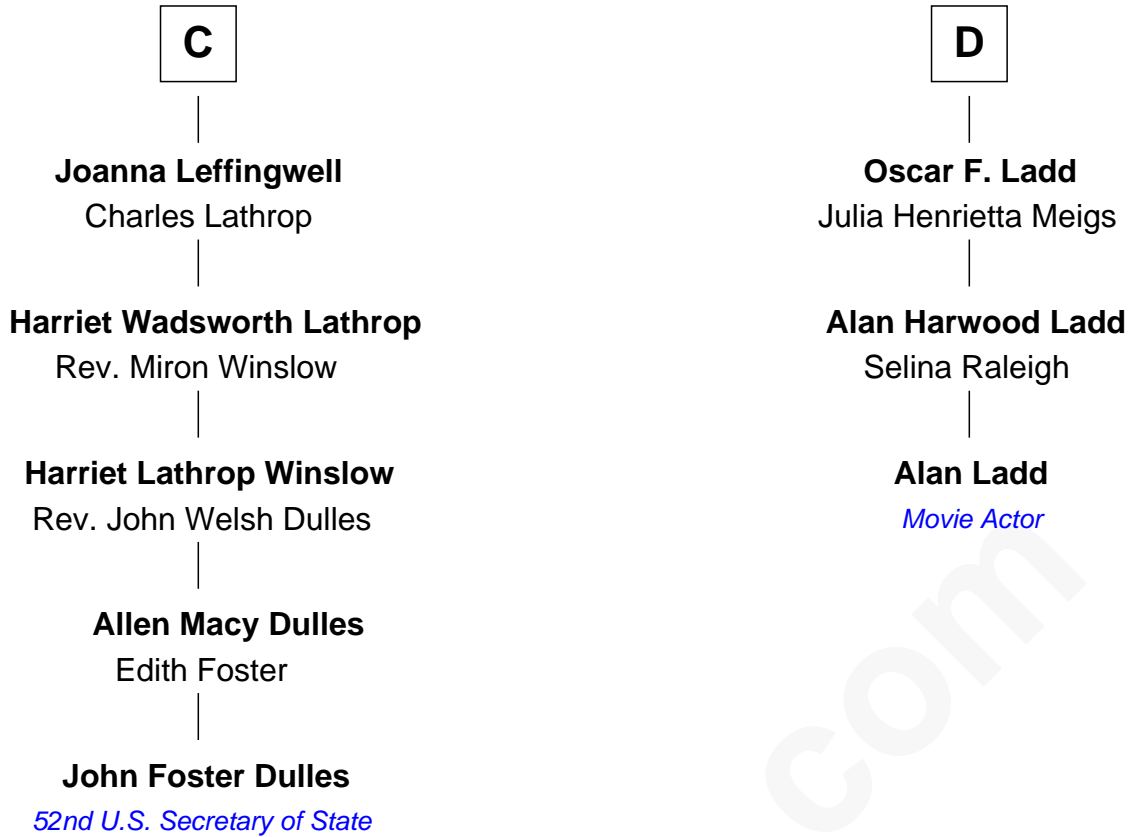 C
Joanna Leffingwell
Charles Lathrop
Harriet Wadsworth Lathrop
Rev. Miron Winslow
Harriet Lathrop Winslow
Rev. John Welsh Dulles
Allen Macy Dulles
Edith Foster
John Foster Dulles
52nd U.S. Secretary of State
D
Oscar F. Ladd
Julia Henrietta Meigs
Alan Harwood Ladd
Selina Raleigh
Alan Ladd
Movie Actor
com